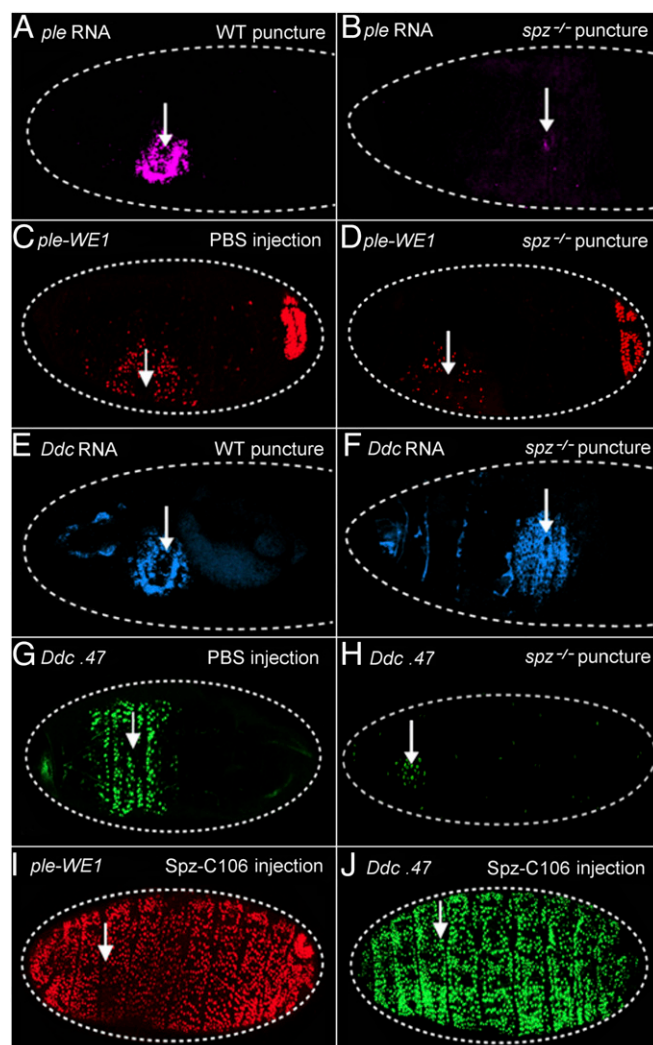 A ple RNA WT puncture
B ple RNA spz⁻/⁻ puncture
C ple-WE1 PBS injection
D ple-WE1 spz⁻/⁻ puncture
E Ddc RNA WT puncture
F Ddc RNA spz⁻/⁻ puncture
G Ddc .47 PBS injection
H Ddc .47 spz⁻/⁻ puncture
I ple-WE1 Spz-C106 injection
J Ddc .47 Spz-C106 injection